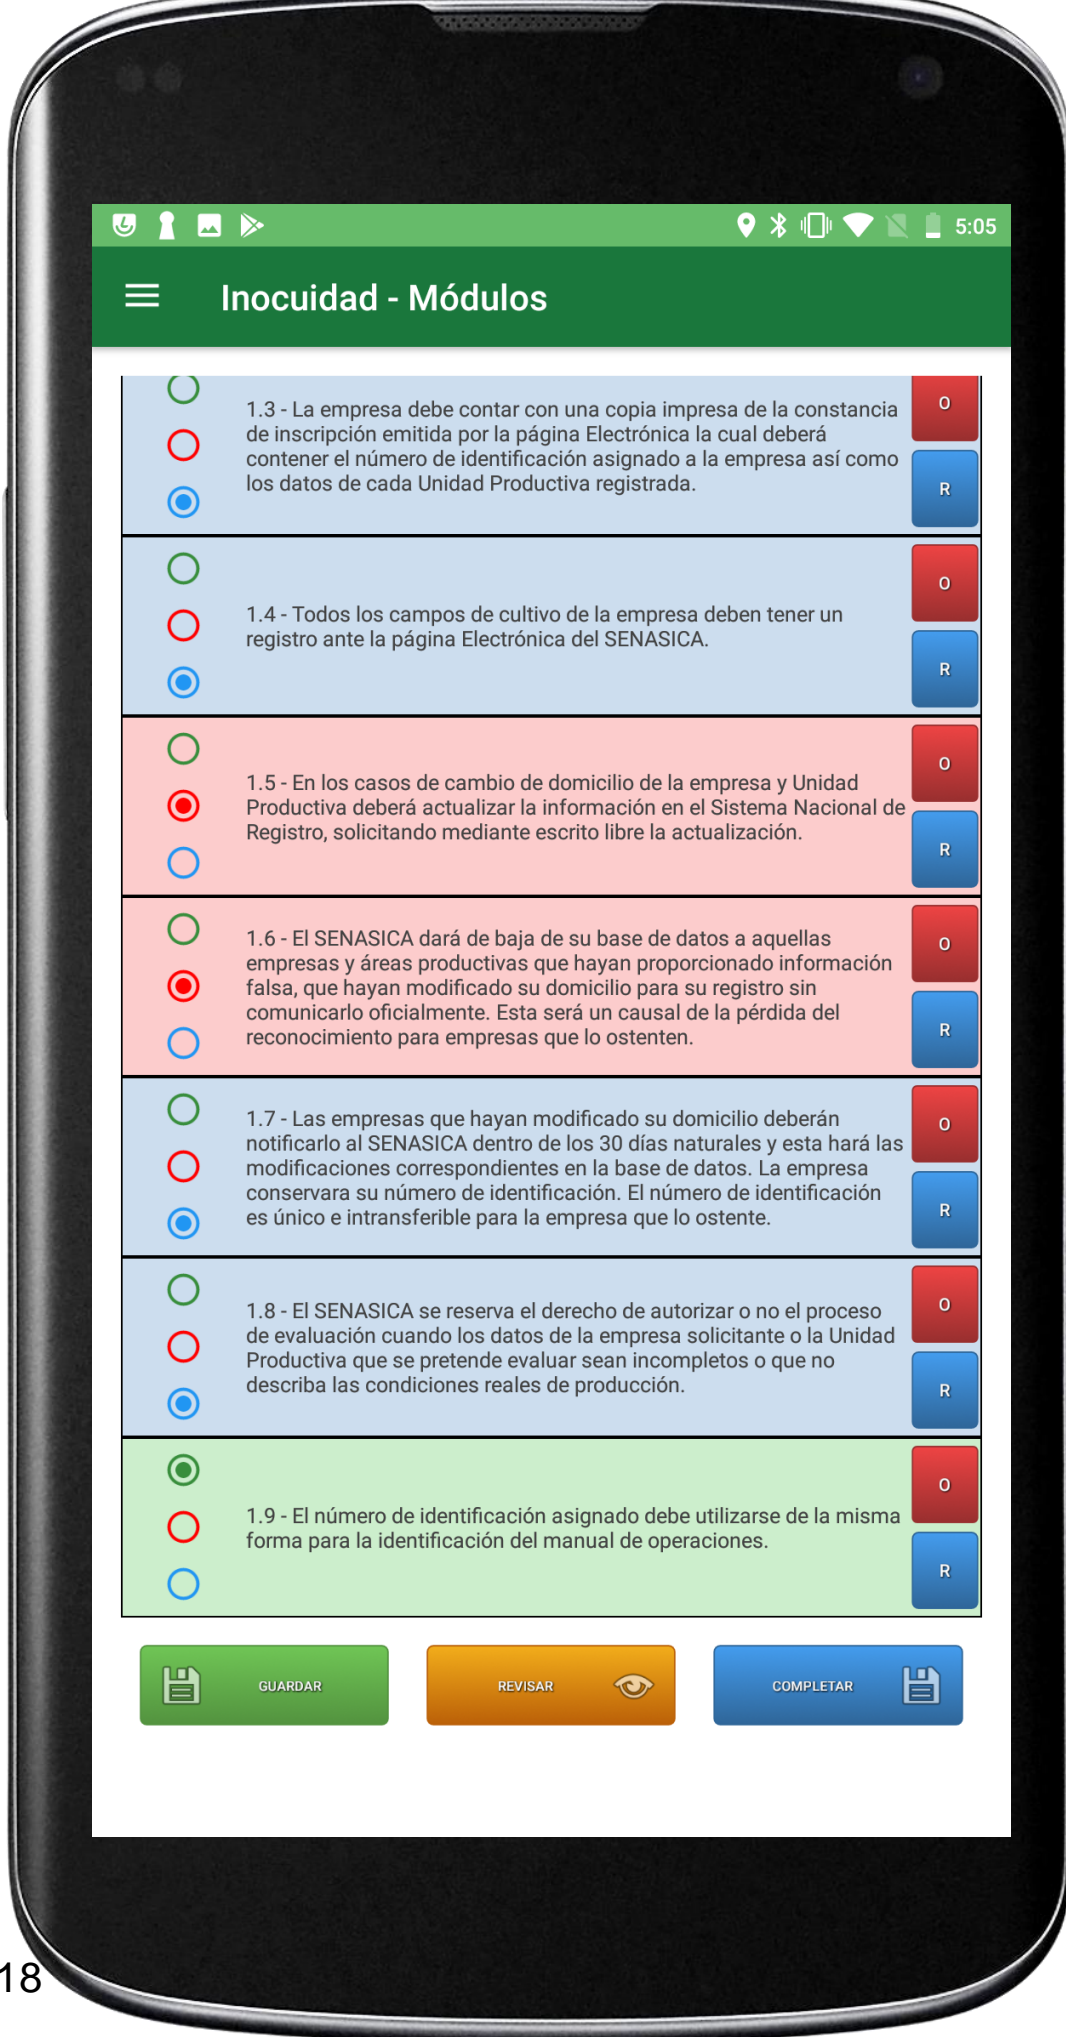 5:05
Inocuidad - Módulos
1.3 - La empresa debe contar con una copia impresa de la constancia
de inscripción emitida por la página Electrónica la cual deberá
contener el número de identificación asignado a la empresa así como
los datos de cada Unidad Productiva registrada.
O
R
1.4 - Todos los campos de cultivo de la empresa deben tener un
registro ante la página Electrónica del SENASICA.
O
R
1.5 - En los casos de cambio de domicilio de la empresa y Unidad
Productiva deberá actualizar la información en el Sistema Nacional de
Registro, solicitando mediante escrito libre la actualización.
O
R
1.6 - El SENASICA dará de baja de su base de datos a aquellas
empresas y áreas productivas que hayan proporcionado información
falsa, que hayan modificado su domicilio para su registro sin
comunicarlo oficialmente. Esta será un causal de la pérdida del
reconocimiento para empresas que lo ostenten.
O
R
1.7 - Las empresas que hayan modificado su domicilio deberán
notificarlo al SENASICA dentro de los 30 días naturales y esta hará las
modificaciones correspondientes en la base de datos. La empresa
conservara su número de identificación. El número de identificación
es único e intransferible para la empresa que lo ostente.
O
R
1.8 - El SENASICA se reserva el derecho de autorizar o no el proceso
de evaluación cuando los datos de la empresa solicitante o la Unidad
Productiva que se pretende evaluar sean incompletos o que no
describa las condiciones reales de producción.
O
R
1.9 - El número de identificación asignado debe utilizarse de la misma
forma para la identificación del manual de operaciones.
O
R
GUARDAR
REVISAR
COMPLETAR
18